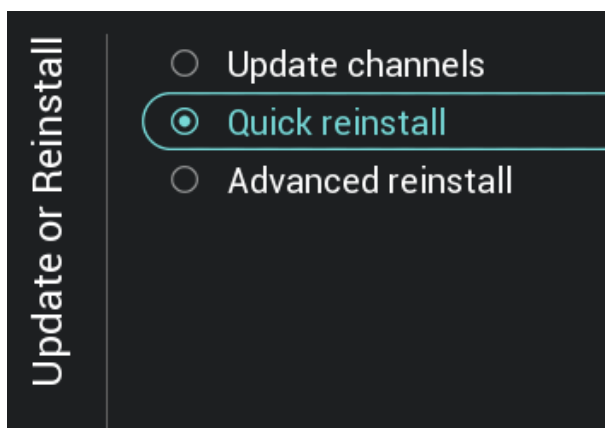 Update or Reinstall
Update channels
Quick reinstall
Advanced reinstall